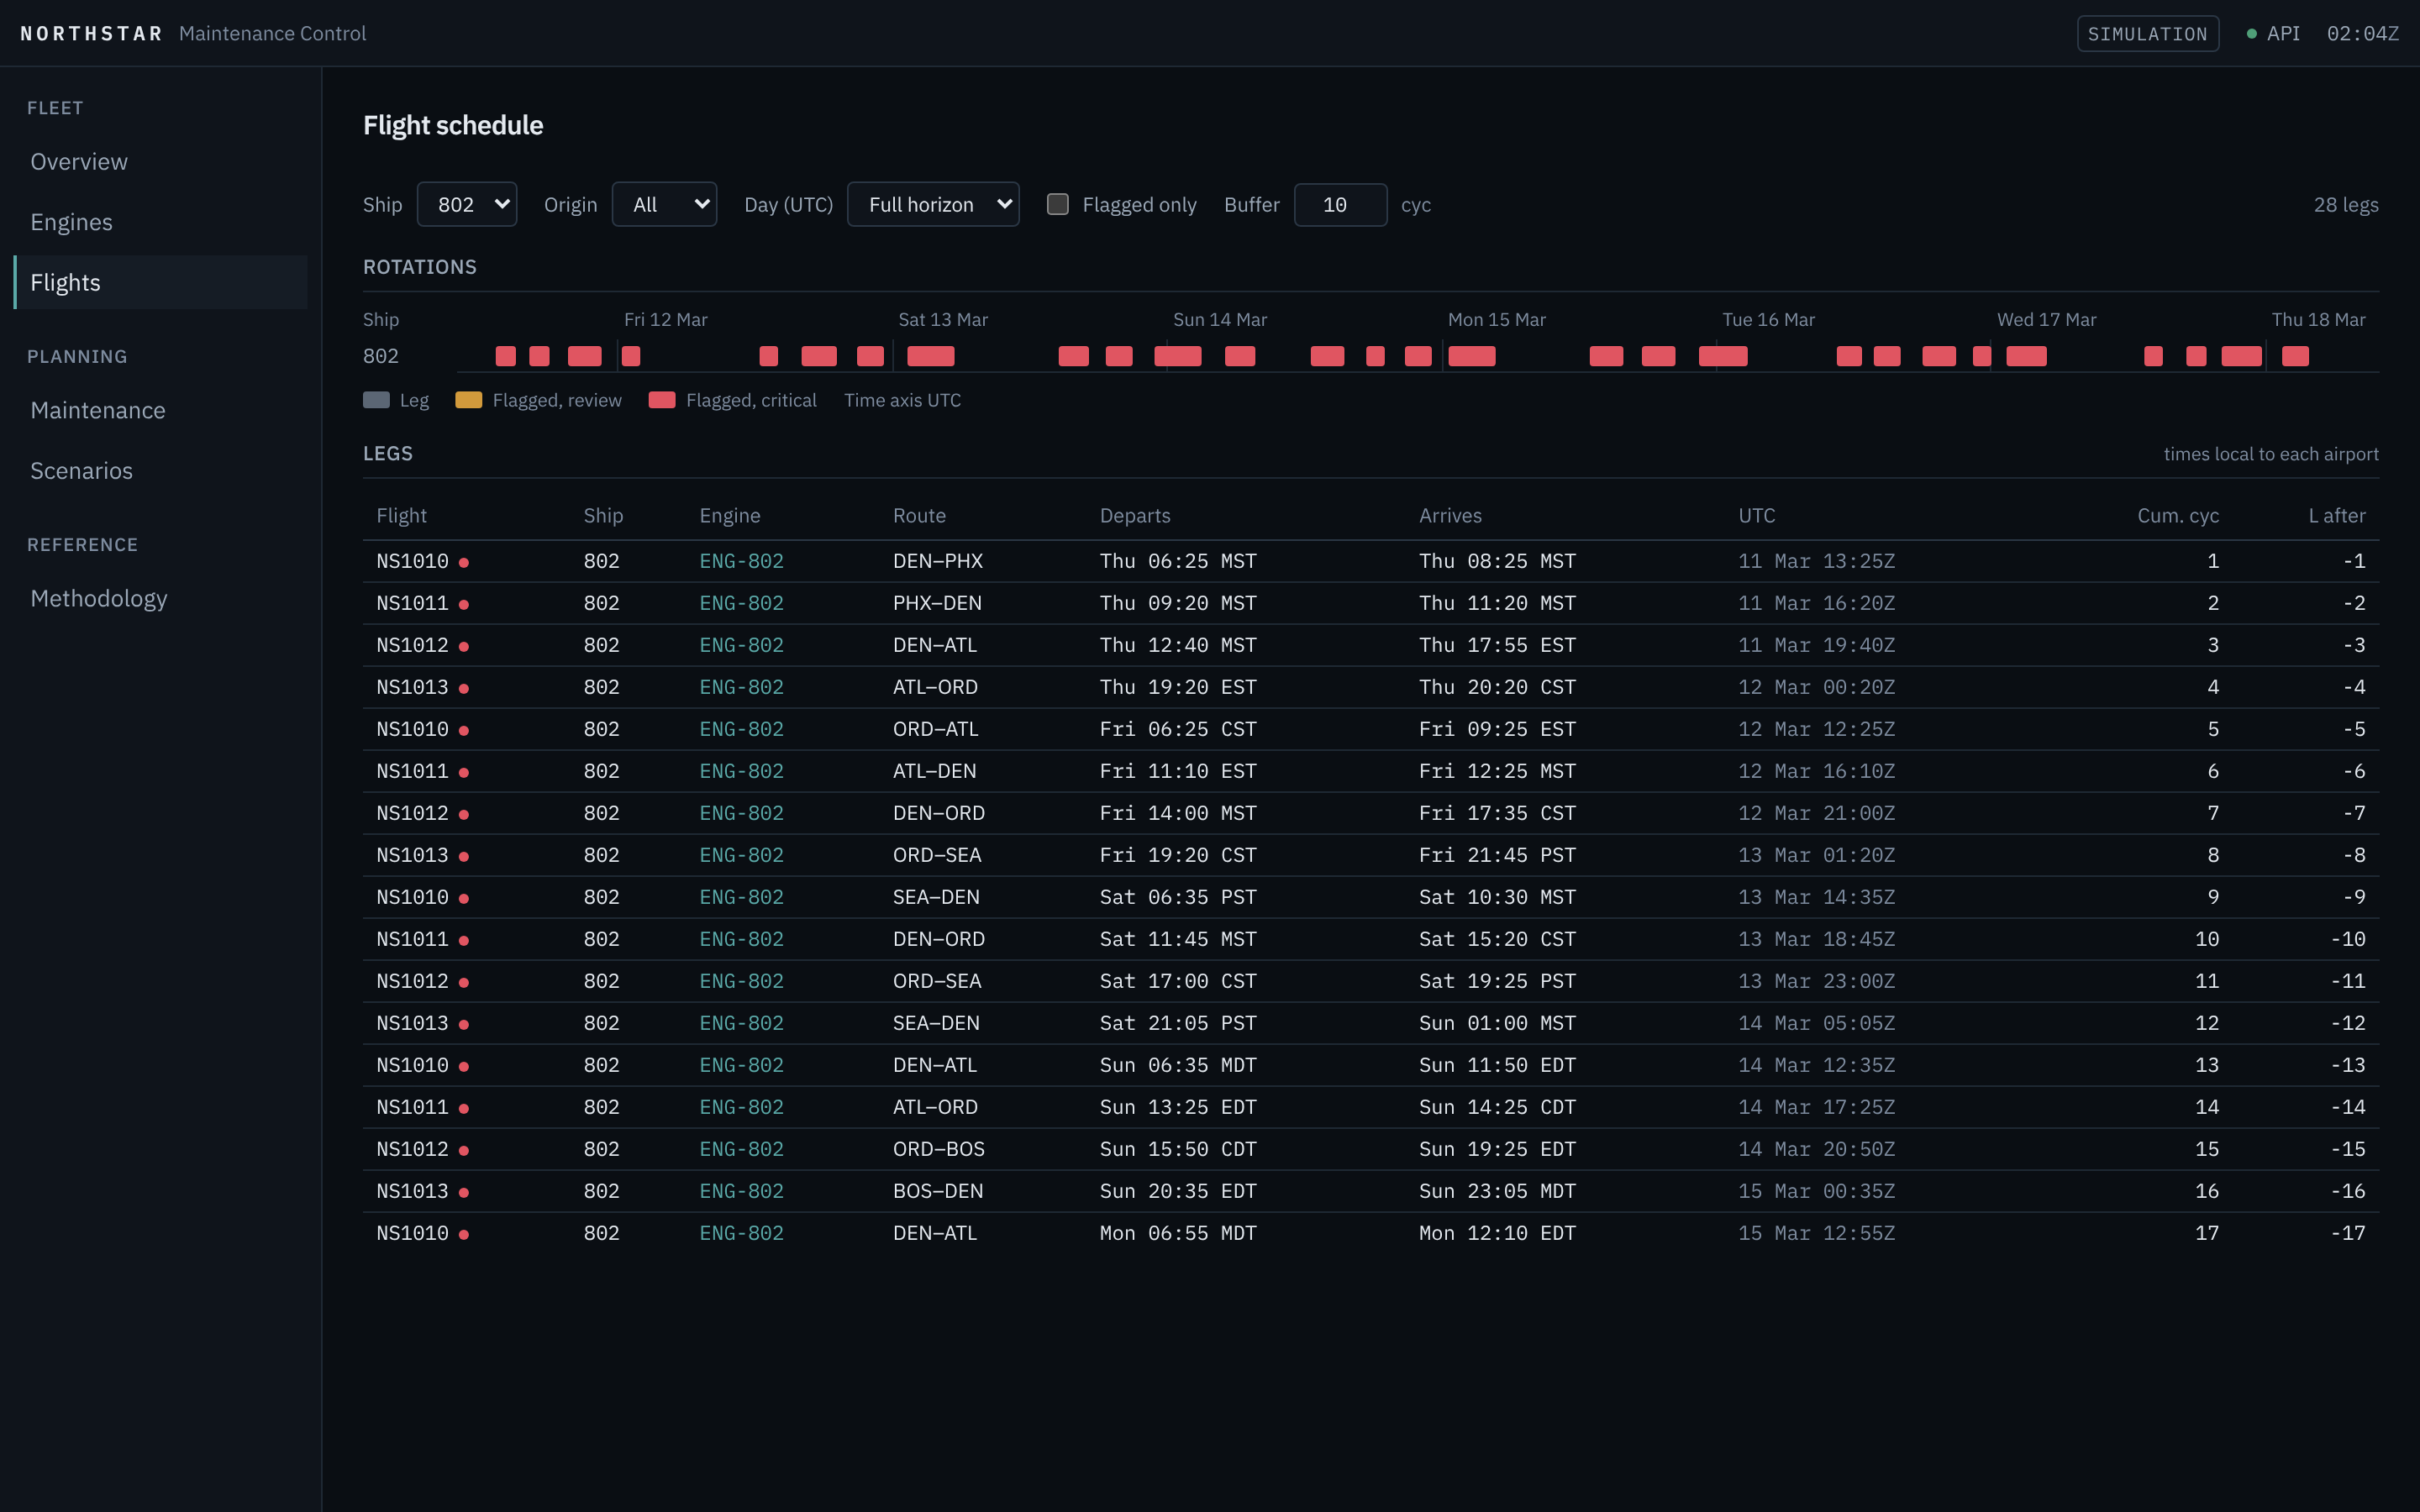 NORTHSTAR Maintenance Control SIMULATION API 02:04Z
FLEET
Overview
Engines
Flights
PLANNING
Maintenance
Scenarios
REFERENCE
Methodology
Flight schedule
Ship 802 Origin All Day (UTC) Full horizon Flagged only Buffer 10 cyc 28 legs
ROTATIONS
Ship Fri 12 Mar Sat 13 Mar Sun 14 Mar Mon 15 Mar Tue 16 Mar Wed 17 Mar Thu 18 Mar
802
Leg Flagged, review Flagged, critical Time axis UTC
LEGS times local to each airport
Flight Ship Engine Route Departs Arrives UTC Cum. cyc L after
NS1010 802 ENG-802 DEN–PHX Thu 06:25 MST Thu 08:25 MST 11 Mar 13:25Z 1 -1
NS1011 802 ENG-802 PHX–DEN Thu 09:20 MST Thu 11:20 MST 11 Mar 16:20Z 2 -2
NS1012 802 ENG-802 DEN–ATL Thu 12:40 MST Thu 17:55 EST 11 Mar 19:40Z 3 -3
NS1013 802 ENG-802 ATL–ORD Thu 19:20 EST Thu 20:20 CST 12 Mar 00:20Z 4 -4
NS1010 802 ENG-802 ORD–ATL Fri 06:25 CST Fri 09:25 EST 12 Mar 12:25Z 5 -5
NS1011 802 ENG-802 ATL–DEN Fri 11:10 EST Fri 12:25 MST 12 Mar 16:10Z 6 -6
NS1012 802 ENG-802 DEN–ORD Fri 14:00 MST Fri 17:35 CST 12 Mar 21:00Z 7 -7
NS1013 802 ENG-802 ORD–SEA Fri 19:20 CST Fri 21:45 PST 13 Mar 01:20Z 8 -8
NS1010 802 ENG-802 SEA–DEN Sat 06:35 PST Sat 10:30 MST 13 Mar 14:35Z 9 -9
NS1011 802 ENG-802 DEN–ORD Sat 11:45 MST Sat 15:20 CST 13 Mar 18:45Z 10 -10
NS1012 802 ENG-802 ORD–SEA Sat 17:00 CST Sat 19:25 PST 13 Mar 23:00Z 11 -11
NS1013 802 ENG-802 SEA–DEN Sat 21:05 PST Sun 01:00 MST 14 Mar 05:05Z 12 -12
NS1010 802 ENG-802 DEN–ATL Sun 06:35 MDT Sun 11:50 EDT 14 Mar 12:35Z 13 -13
NS1011 802 ENG-802 ATL–ORD Sun 13:25 EDT Sun 14:25 CDT 14 Mar 17:25Z 14 -14
NS1012 802 ENG-802 ORD–BOS Sun 15:50 CDT Sun 19:25 EDT 14 Mar 20:50Z 15 -15
NS1013 802 ENG-802 BOS–DEN Sun 20:35 EDT Sun 23:05 MDT 15 Mar 00:35Z 16 -16
NS1010 802 ENG-802 DEN–ATL Mon 06:55 MDT Mon 12:10 EDT 15 Mar 12:55Z 17 -17